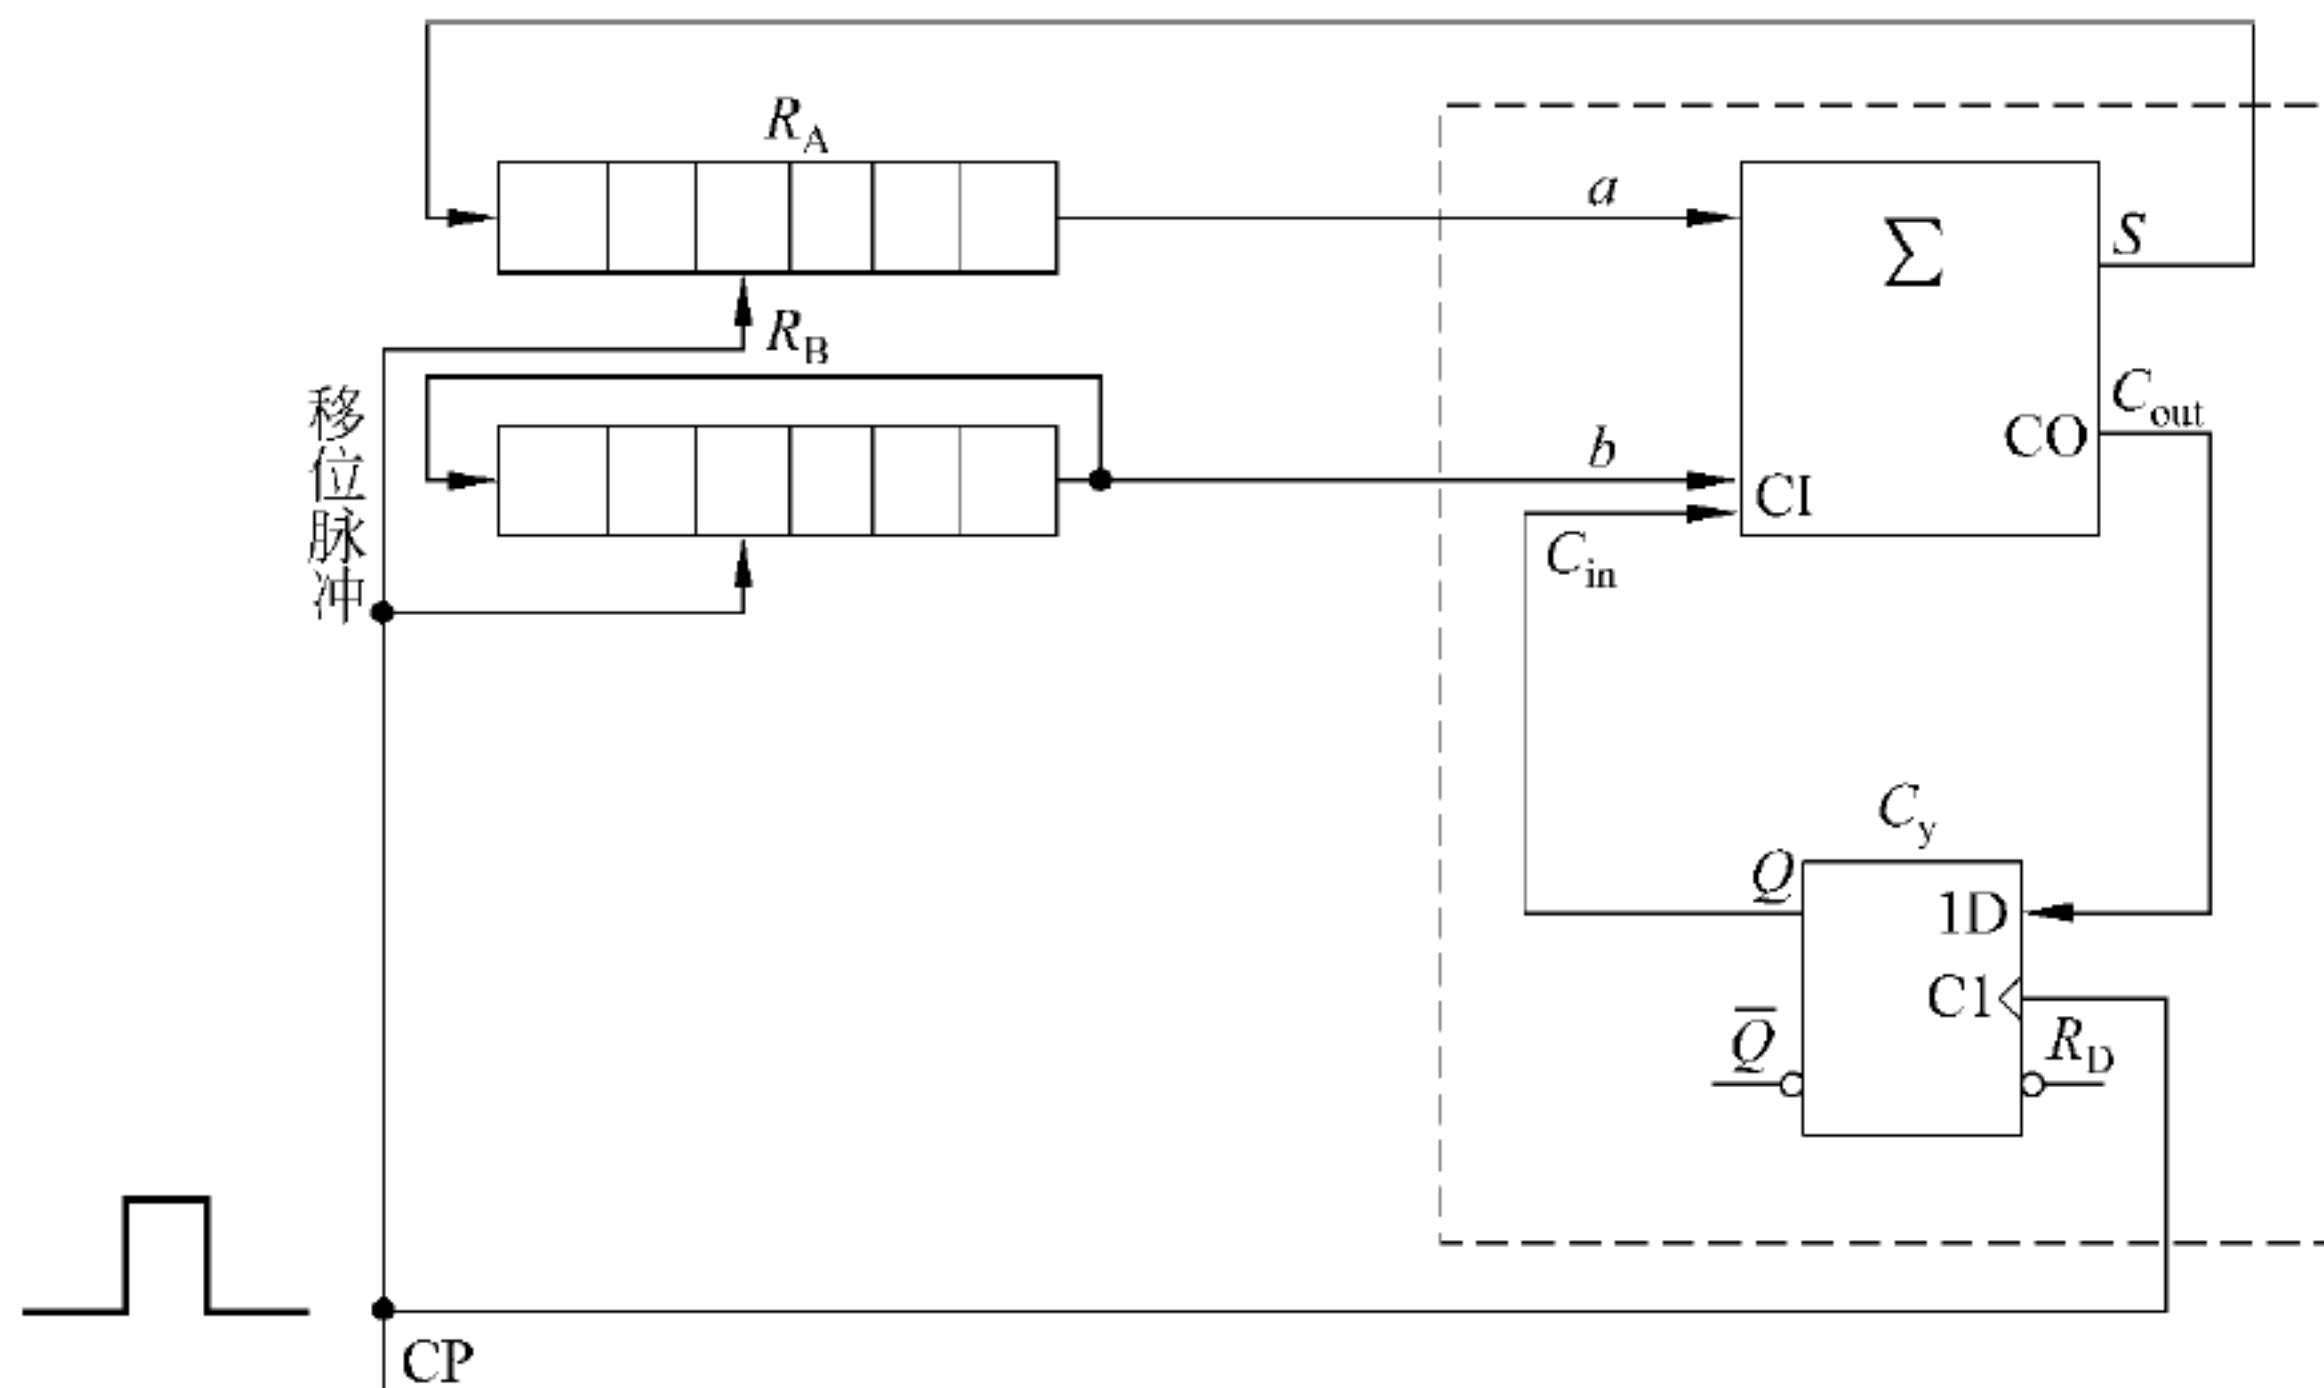 R_A
a
Σ
S
R_B
移位脉冲
b
C_out
CO
CI
C_in
C_y
Q
1D
C1
Q̅
R_D
CP